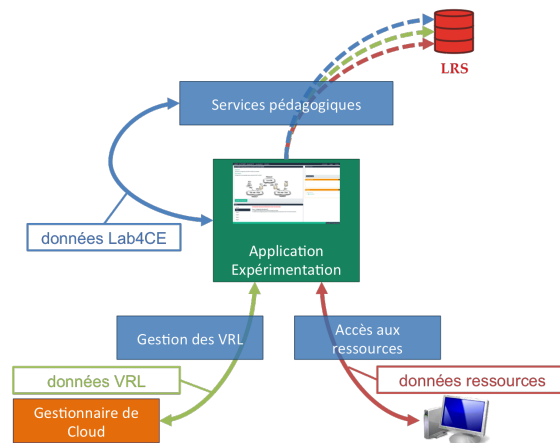 LRS
Services pédagogiques
données Lab4CE
Application
Expérimentation
Gestion des VRL
Accès aux
ressources
données VRL
données ressources
Gestionnaire de
Cloud